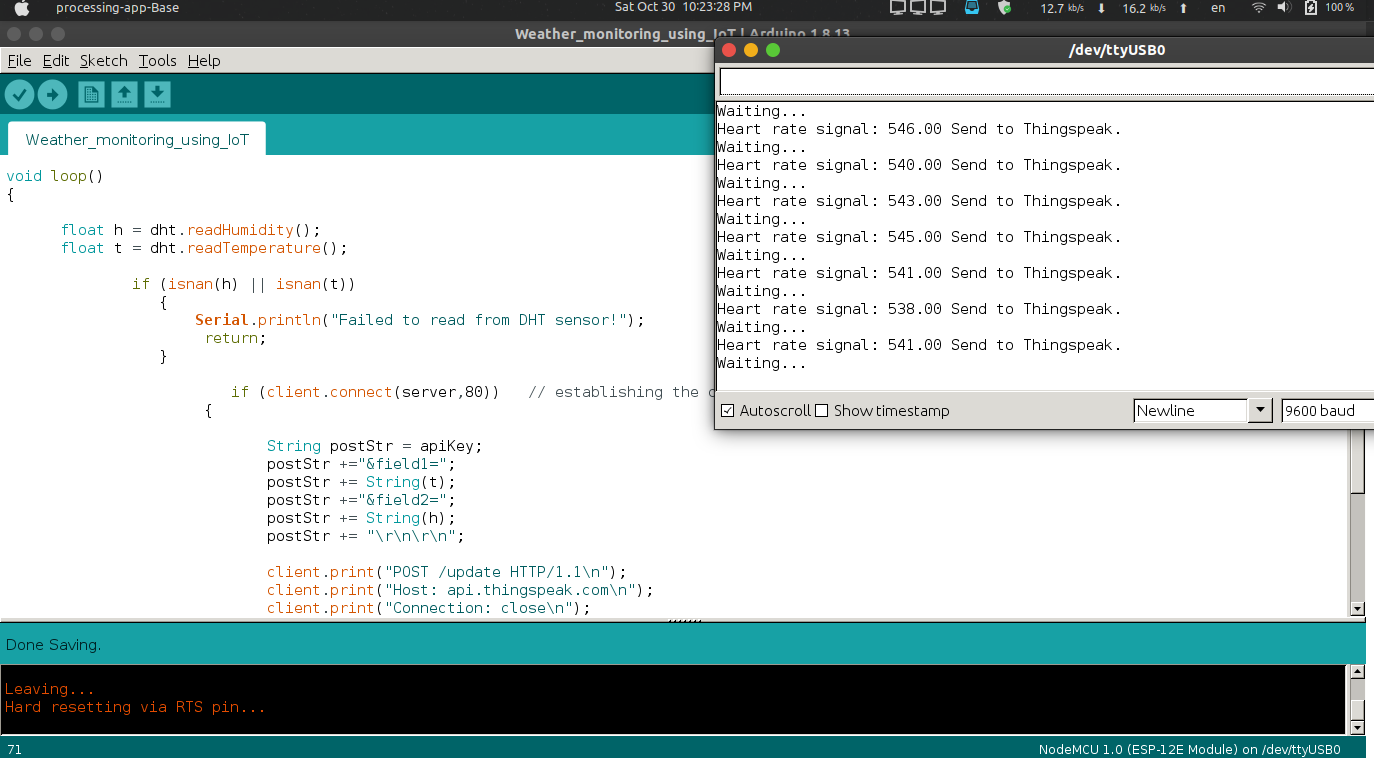 processing-app-Base
Sat Oct 30 10:23:28 PM
12.7 kb/s
16.2 kb/s
en
100 %
Weather_monitoring_using_IoT | Arduino 1.8.13
File Edit Sketch Tools Help
Weather_monitoring_using_IoT
void loop()
{
float h = dht.readHumidity();
float t = dht.readTemperature();
if (isnan(h) || isnan(t))
{
Serial.println("Failed to read from DHT sensor!");
return;
}
if (client.connect(server,80)) // establishing the
{
String postStr = apiKey;
postStr +="&field1=";
postStr += String(t);
postStr +="&field2=";
postStr += String(h);
postStr += "\r\n\r\n";
client.print("POST /update HTTP/1.1\n");
client.print("Host: api.thingspeak.com\n");
client.print("Connection: close\n");
/dev/ttyUSB0
Waiting...
Heart rate signal: 546.00 Send to Thingspeak.
Waiting...
Heart rate signal: 540.00 Send to Thingspeak.
Waiting...
Heart rate signal: 543.00 Send to Thingspeak.
Waiting...
Heart rate signal: 545.00 Send to Thingspeak.
Waiting...
Heart rate signal: 541.00 Send to Thingspeak.
Waiting...
Heart rate signal: 538.00 Send to Thingspeak.
Waiting...
Heart rate signal: 541.00 Send to Thingspeak.
Waiting...
Autoscroll Show timestamp
Newline
9600 baud
Done Saving.
Leaving...
Hard resetting via RTS pin...
71
NodeMCU 1.0 (ESP-12E Module) on /dev/ttyUSB0